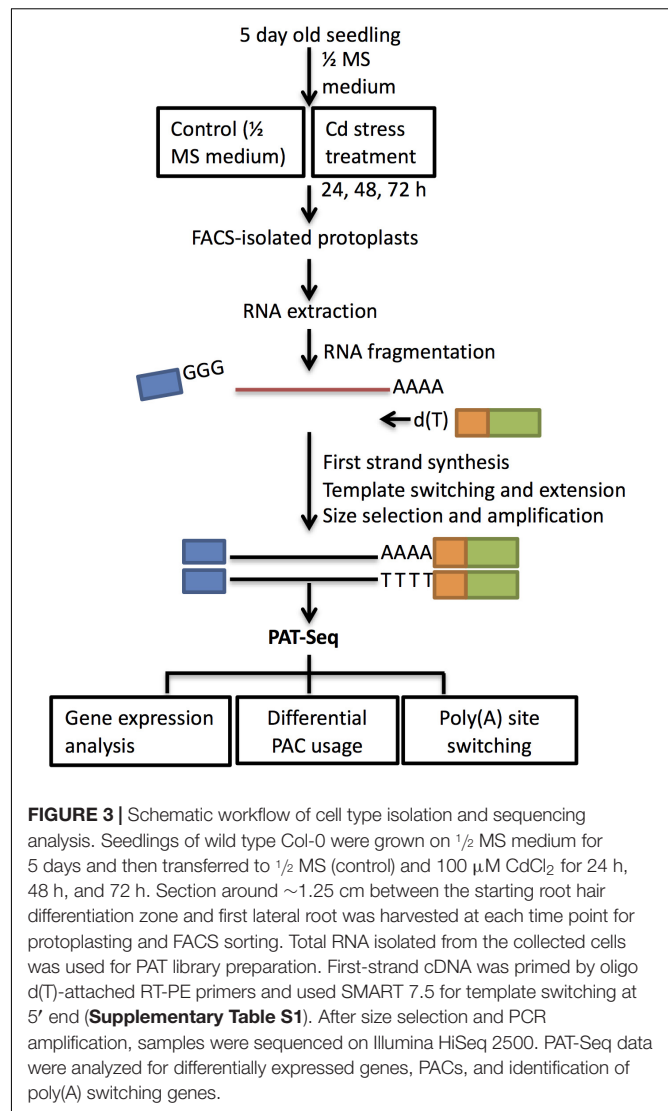 5 day old seedling
½ MS
medium
Control (½
MS medium)
Cd stress
treatment
24, 48, 72 h
FACS-isolated protoplasts
RNA extraction
RNA fragmentation
GGG
AAAA
d(T)
First strand synthesis
Template switching and extension
Size selection and amplification
AAAA
TTTT
PAT-Seq
Gene expression
analysis
Differential
PAC usage
Poly(A) site
switching
FIGURE 3 | Schematic workflow of cell type isolation and sequencing
analysis. Seedlings of wild type Col-0 were grown on 1/2 MS medium for
5 days and then transferred to 1/2 MS (control) and 100 μM CdCl2 for 24 h,
48 h, and 72 h. Section around ~1.25 cm between the starting root hair
differentiation zone and first lateral root was harvested at each time point for
protoplasting and FACS sorting. Total RNA isolated from the collected cells
was used for PAT library preparation. First-strand cDNA was primed by oligo
d(T)-attached RT-PE primers and used SMART 7.5 for template switching at
5′ end (Supplementary Table S1). After size selection and PCR
amplification, samples were sequenced on Illumina HiSeq 2500. PAT-Seq data
were analyzed for differentially expressed genes, PACs, and identification of
poly(A) switching genes.